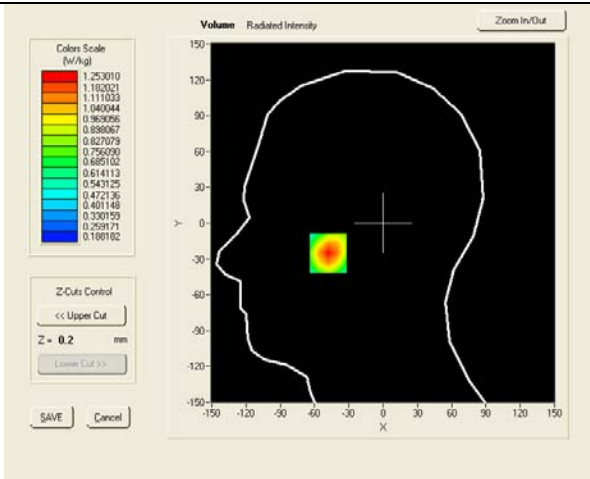 Volume Radiated Intensity
Zoom In/Out
Colors Scale
(W/kg)
1.253010
1.182021
1.111033
1.040044
0.969056
0.898067
0.827079
0.756090
0.685102
0.614113
0.543125
0.472136
0.401148
0.330159
0.259171
0.188182
Z-Cuts Control
<< Upper Cut
Z = 0.2 mm
Lower Cut >>
SAVE Cancel
150
120
90
60
30
0
-30
-60
-90
-120
-150
Y
-150 -120 -90 -60 -30 0 30 60 90 120 150
X